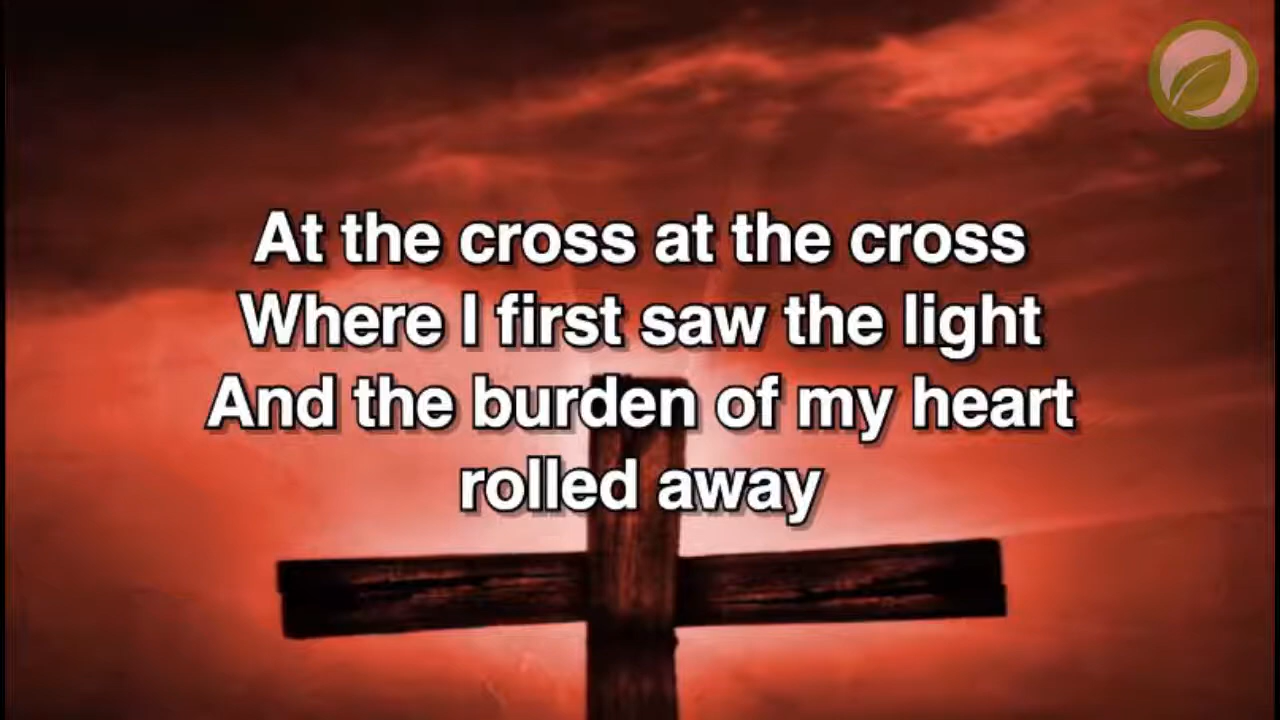 At the cross at the cross
Where I first saw the light
And the burden of my heart
rolled away